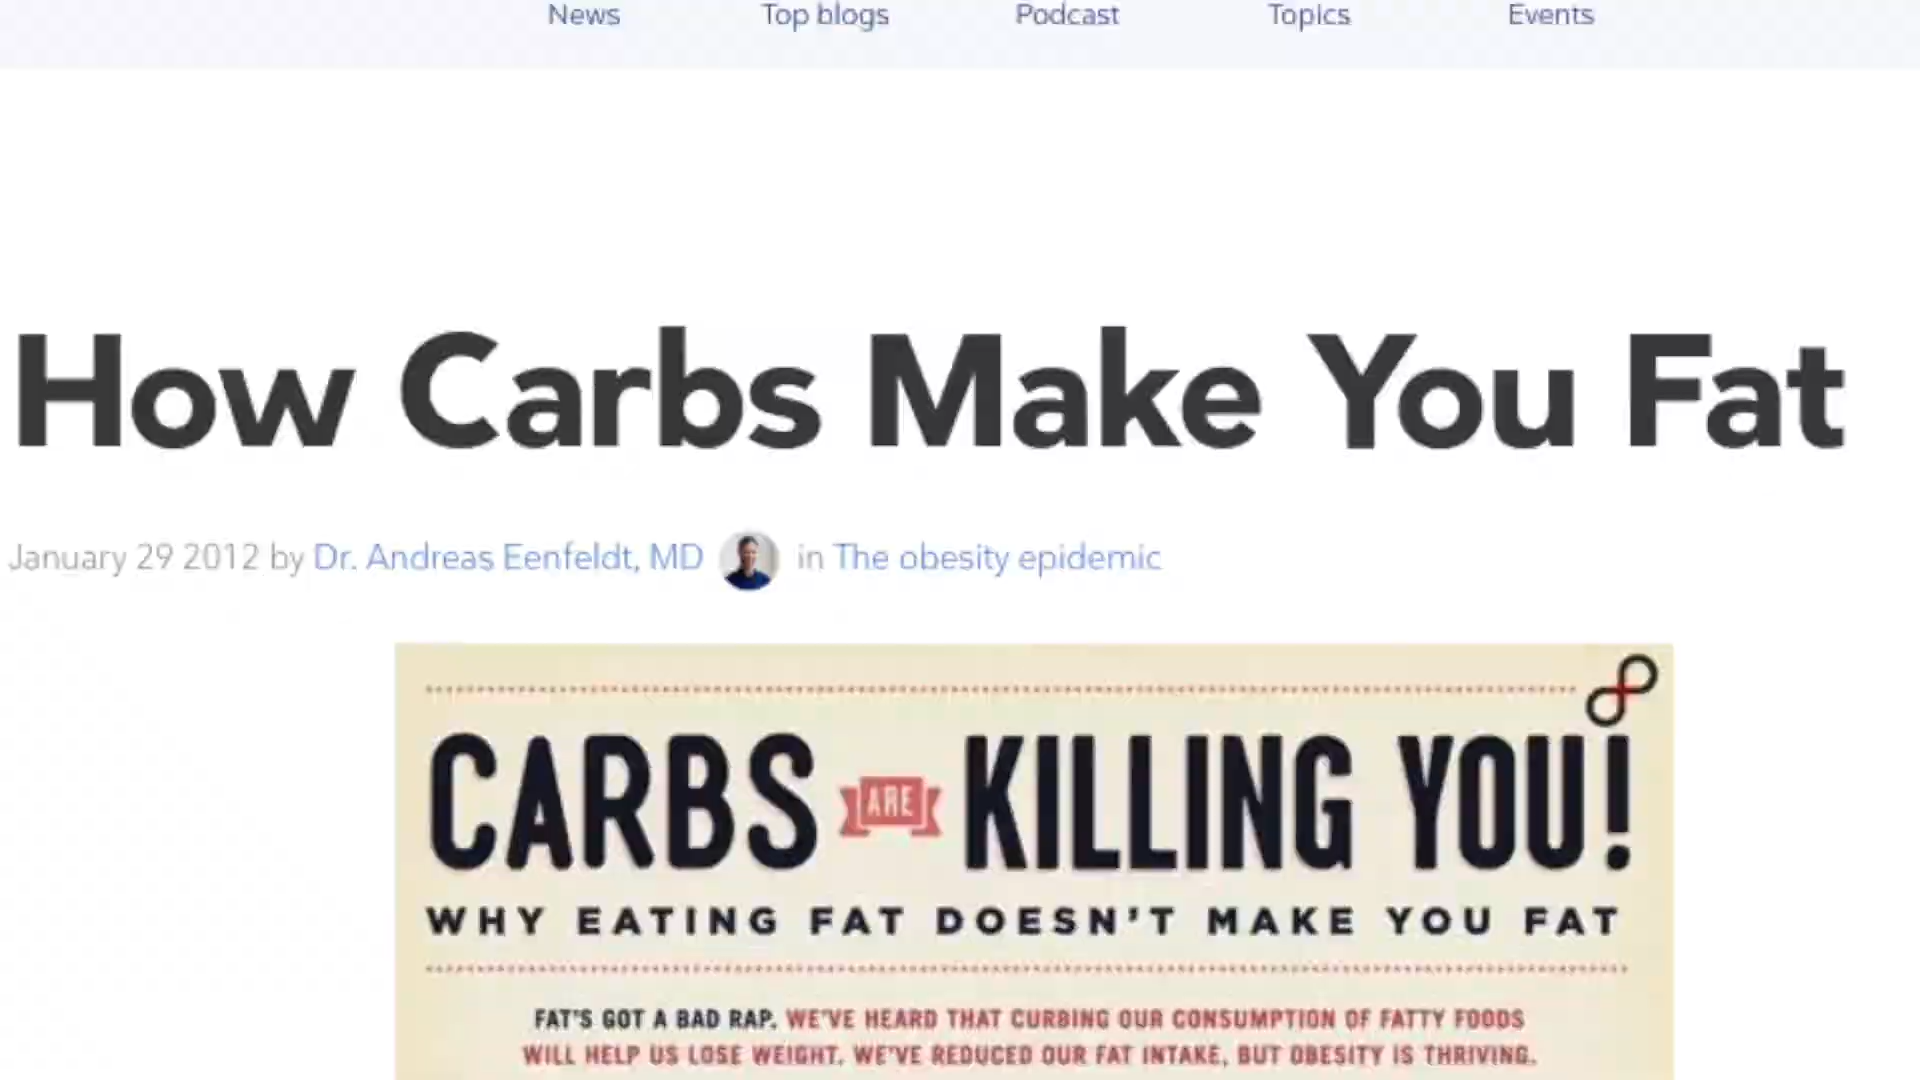 News Top blogs Podcast Topics Events
How Carbs Make You Fat
January 29 2012 by Dr. Andreas Eenfeldt, MD in The obesity epidemic
CARBS ARE KILLING YOU!
WHY EATING FAT DOESN'T MAKE YOU FAT
FAT'S GOT A BAD RAP. WE'VE HEARD THAT CURBING OUR CONSUMPTION OF FATTY FOODS
WILL HELP US LOSE WEIGHT. WE'VE REDUCED OUR FAT INTAKE, BUT OBESITY IS THRIVING.